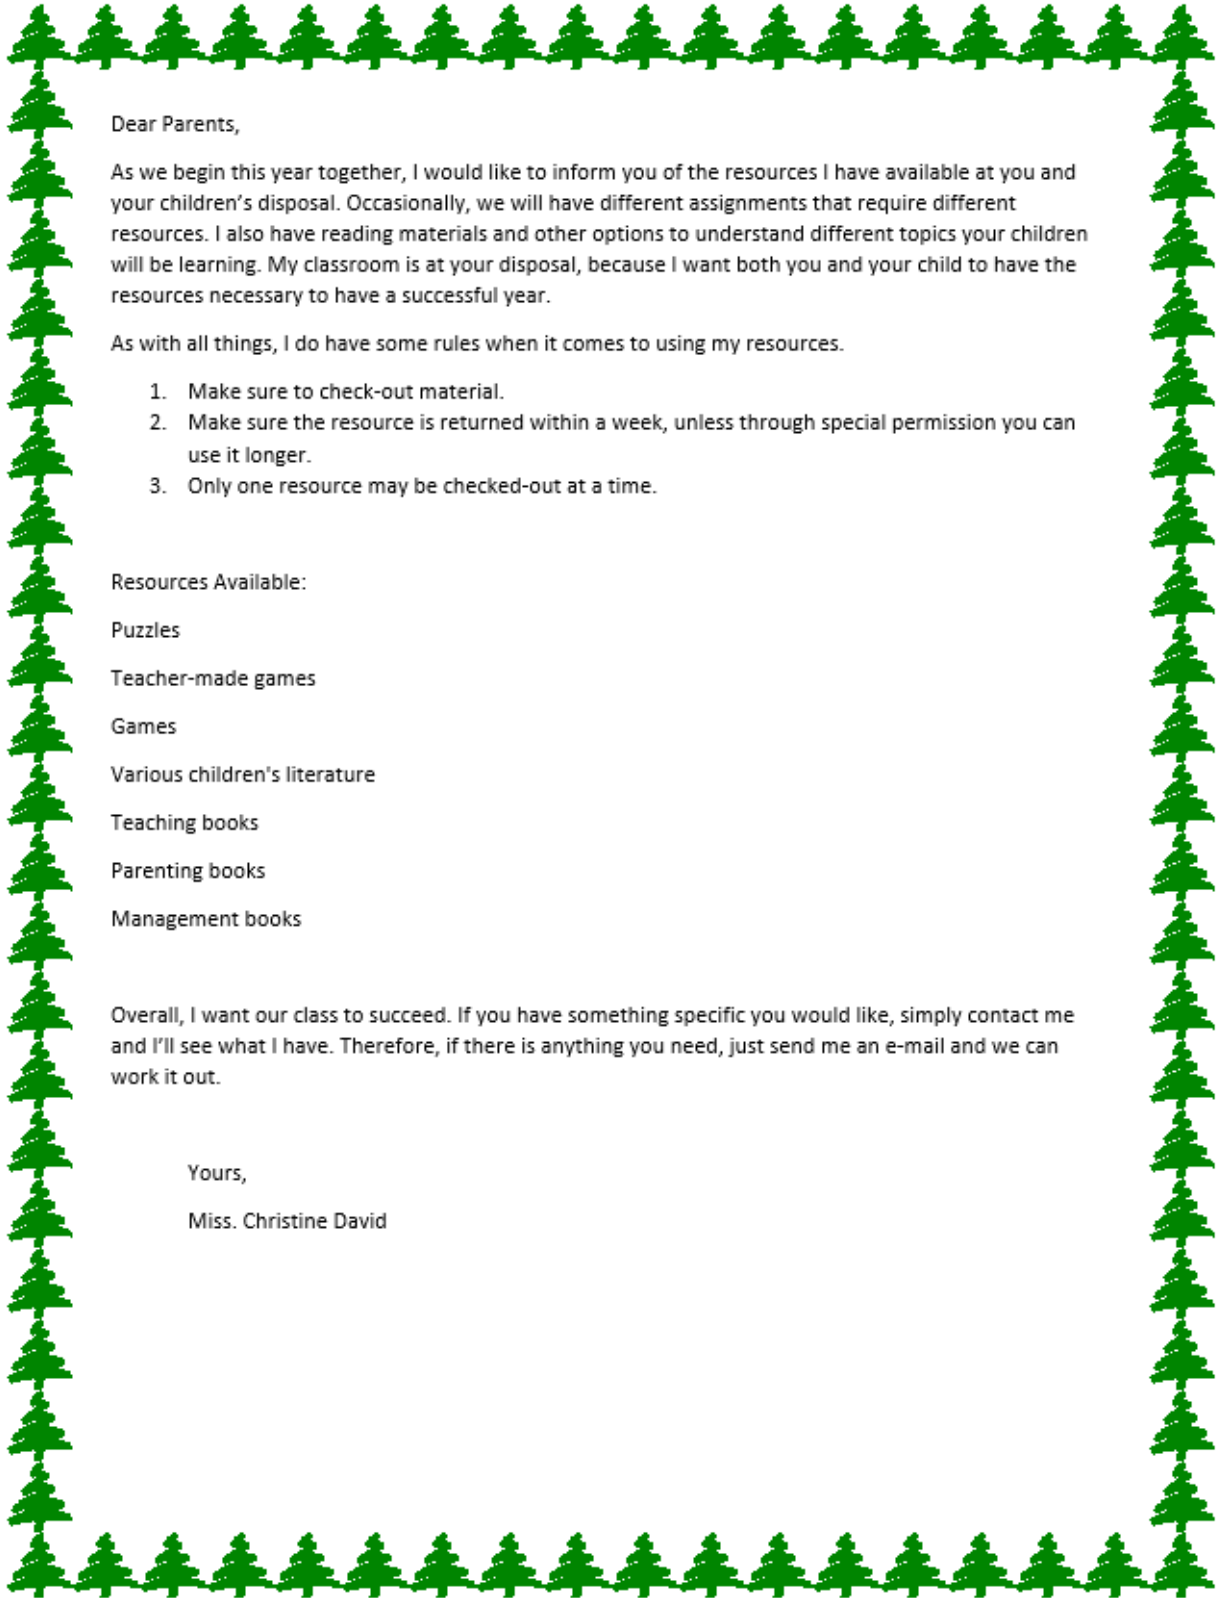 Dear Parents,
As we begin this year together, I would like to inform you of the resources I have available at you and
your children’s disposal. Occasionally, we will have different assignments that require different
resources. I also have reading materials and other options to understand different topics your children
will be learning. My classroom is at your disposal, because I want both you and your child to have the
resources necessary to have a successful year.
As with all things, I do have some rules when it comes to using my resources.
1. Make sure to check-out material.
2. Make sure the resource is returned within a week, unless through special permission you can
use it longer.
3. Only one resource may be checked-out at a time.
Resources Available:
Puzzles
Teacher-made games
Games
Various children's literature
Teaching books
Parenting books
Management books
Overall, I want our class to succeed. If you have something specific you would like, simply contact me
and I’ll see what I have. Therefore, if there is anything you need, just send me an e-mail and we can
work it out.
Yours,
Miss. Christine David